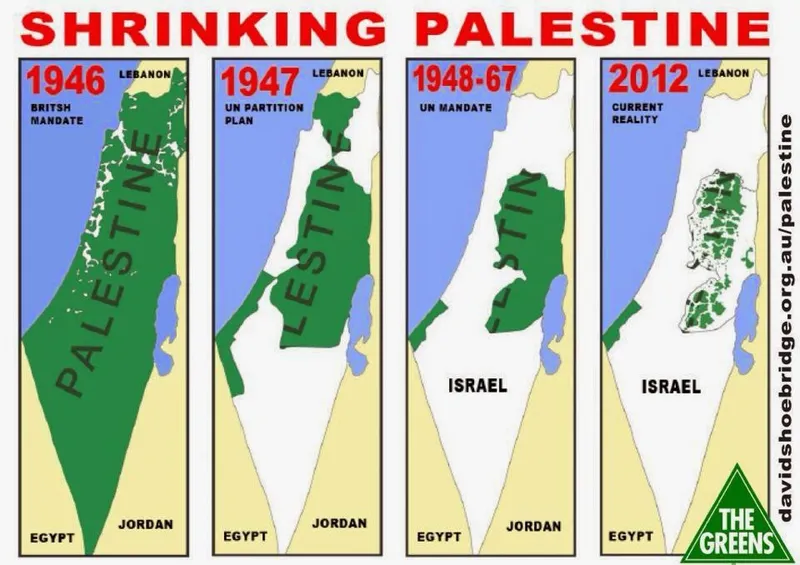 SHRINKING PALESTINE
1946
BRITSH
MANDATE
LEBANON
PALESTINE
EGYPT
JORDAN
1947
UN PARTITION
PLAN
LEBANON
LESTINE
EGYPT
JORDAN
1948-67
UN MANDATE
LEBANON
ESTIN
ISRAEL
EGYPT
JORDAN
2012
CURRENT
REALITY
LEBANON
ISRAEL
EGYPT
THE
GREENS
davidshoebridge.org.au/palestine